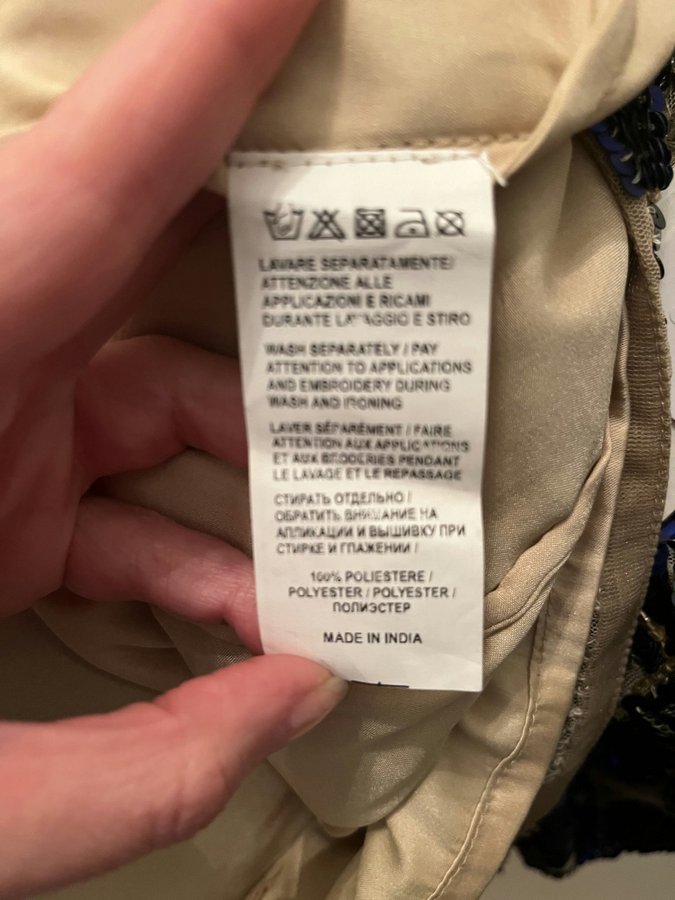 LAVARE SEPARATAMENTE/
ATTENZIONE ALLE
APPLICAZIONI E RICAMI
DURANTE LAVAGGIO E STIRO
WASH SEPARATELY / PAY
ATTENTION TO APPLICATIONS
AND EMBROIDERY DURING
WASH AND IRONING
LAVER SÉPARÉMENT / FAIRE
ATTENTION AUX APPLICATIONS
ET AUX BRODERIES PENDANT
LE LAVAGE ET LE REPASSAGE
СТИРАТЬ ОТДЕЛЬНО /
ОБРАТИТЬ ВНИМАНИЕ НА
АППЛИКАЦИИ И ВЫШИВКУ ПРИ
СТИРКЕ И ГЛАЖЕНИИ /
100% POLIESTERE /
POLYESTER / POLYESTER /
ПОЛИЭСТЕР
MADE IN INDIA